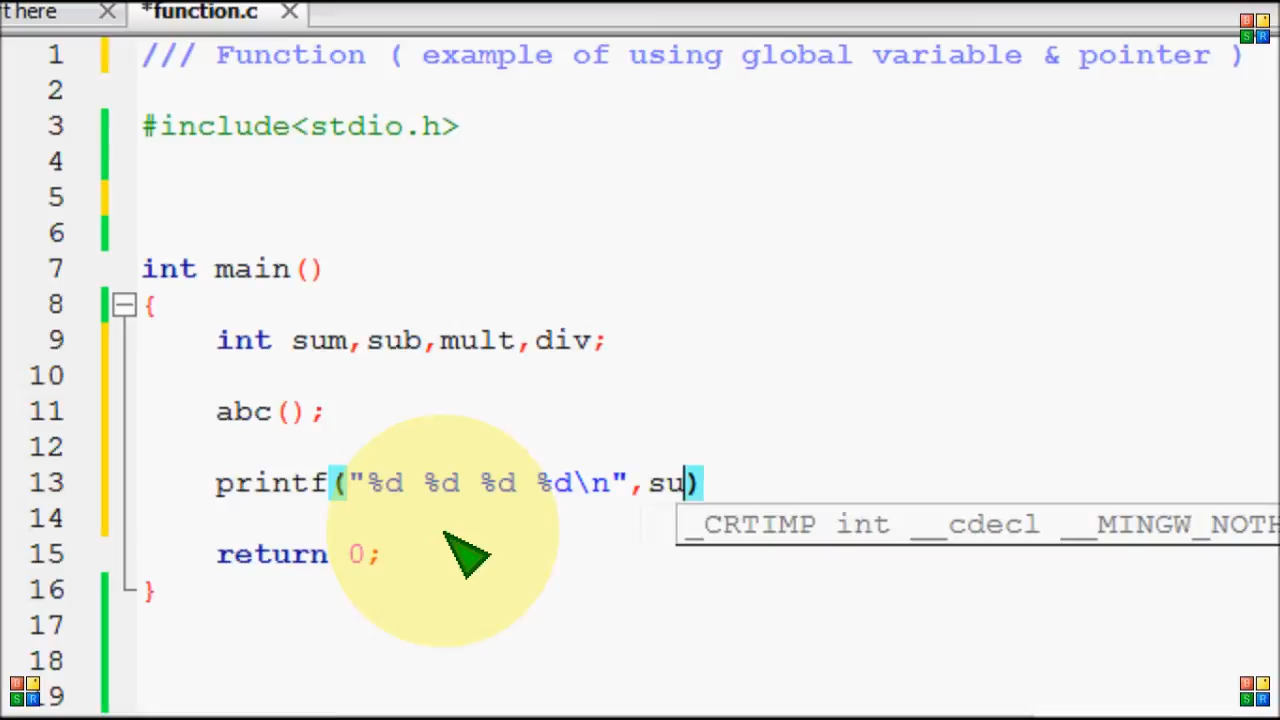 t here
*function.c
1 /// Function ( example of using global variable & pointer )
2
3 #include<stdio.h>
4
5
6
7 int main()
8 {
9 int sum,sub,mult,div;
10
11 abc();
12
13 printf("%d %d %d %d\n",su)
_CRTIMP int __cdecl __MINGW_NOTH
14
15 return 0;
16 }
17
18
19